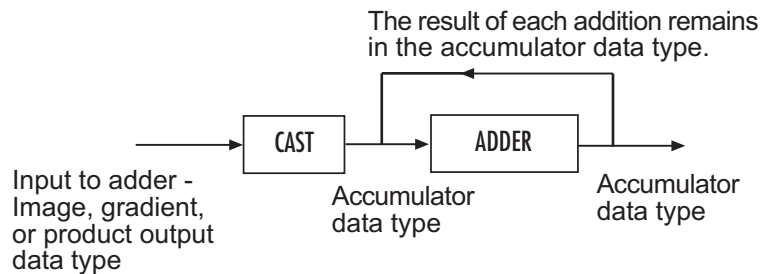 The result of each addition remains
in the accumulator data type.
CAST
ADDER
Input to adder -
Image, gradient,
or product output
data type
Accumulator
data type
Accumulator
data type